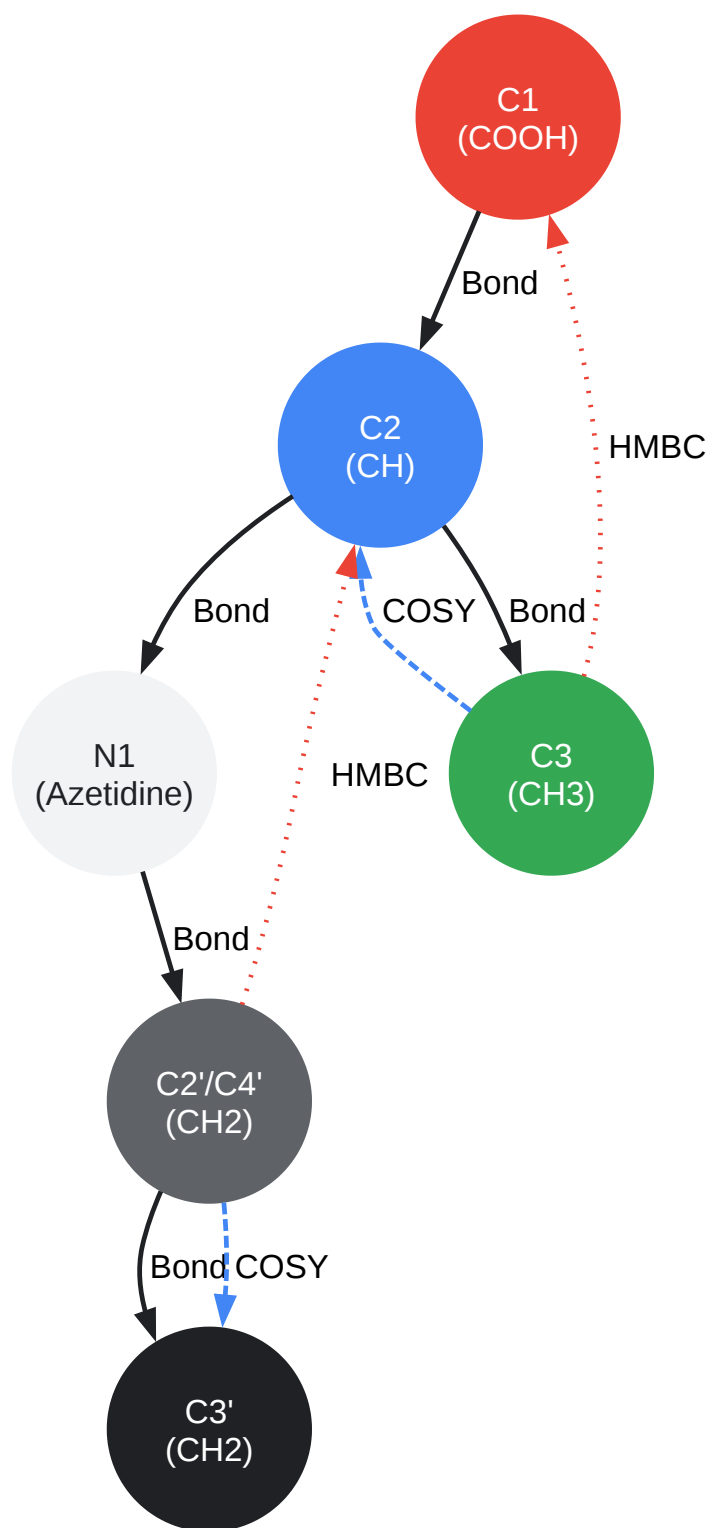 C1
(COOH)
Bond
C2
(CH)
HMBC
Bond
COSY
Bond
N1
(Azetidine)
HMBC
C3
(CH3)
Bond
C2'/C4'
(CH2)
Bond
COSY
C3'
(CH2)